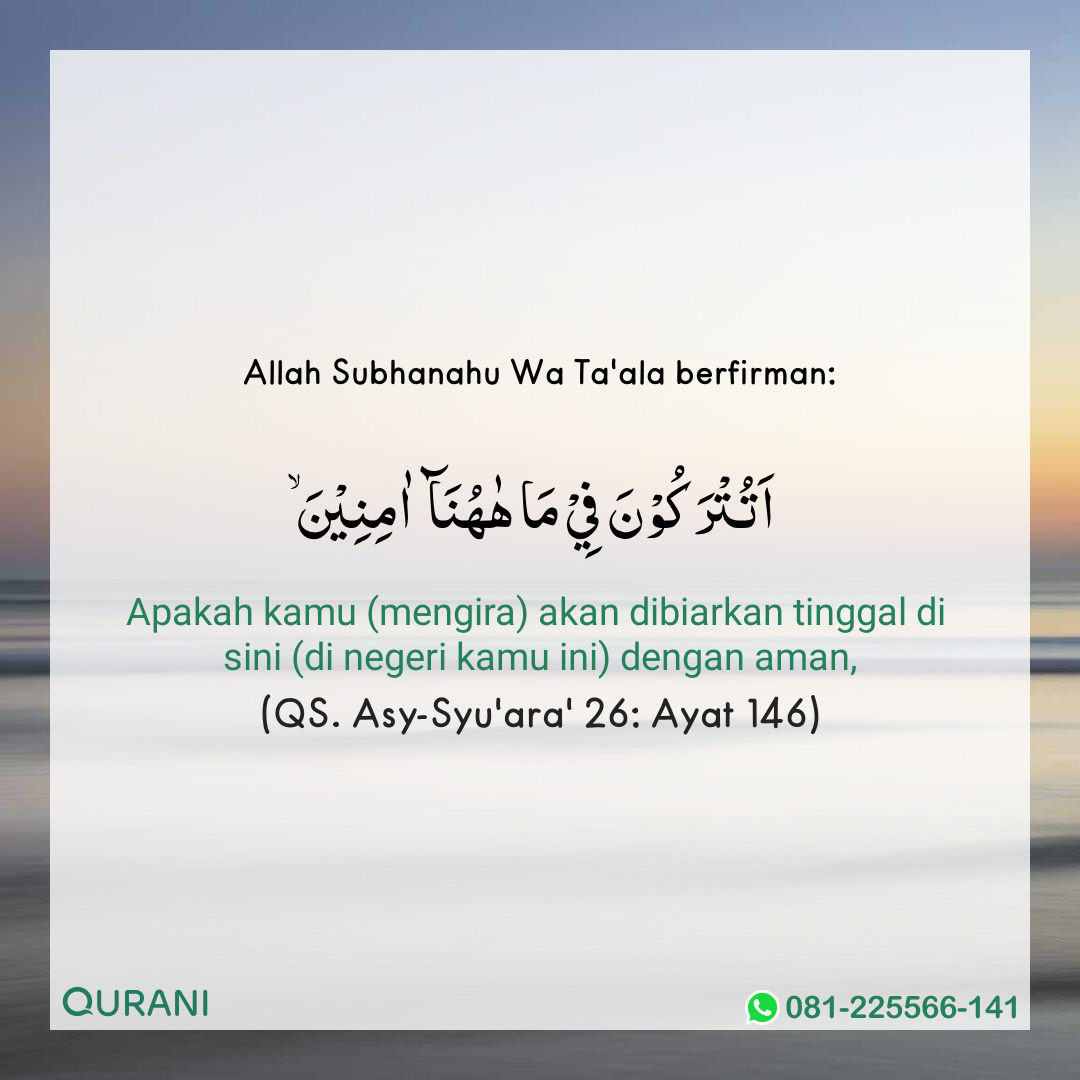 Allah Subhanahu Wa Ta'ala berfirman:
اَتُتْرَكُوْنَ فِيْ مَا هٰهُنَآ اٰمِنِيْنَ ۙ
Apakah kamu (mengira) akan dibiarkan tinggal di
sini (di negeri kamu ini) dengan aman,
(QS. Asy-Syu'ara' 26: Ayat 146)
QURANI
081-225566-141